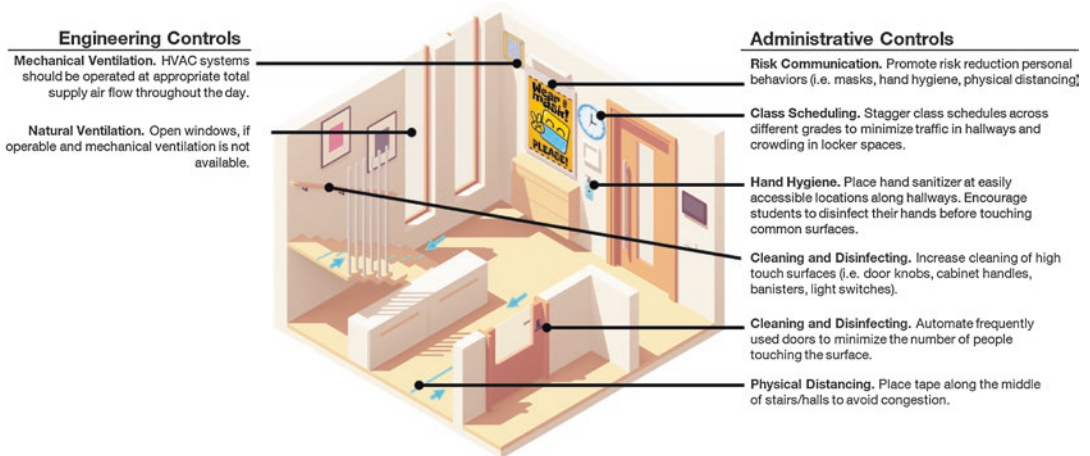 Engineering Controls
Mechanical Ventilation. HVAC systems
should be operated at appropriate total
supply air flow throughout the day.
Natural Ventilation. Open windows, if
operable and mechanical ventilation is not
available.
Wear a
mask!
PLEASE!
Administrative Controls
Risk Communication. Promote risk reduction personal
behaviors (i.e. masks, hand hygiene, physical distancing)
Class Scheduling. Stagger class schedules across
different grades to minimize traffic in hallways and
crowding in locker spaces.
Hand Hygiene. Place hand sanitizer at easily
accessible locations along hallways. Encourage
students to disinfect their hands before touching
common surfaces.
Cleaning and Disinfecting. Increase cleaning of high
touch surfaces (i.e. door knobs, cabinet handles,
banisters, light switches).
Cleaning and Disinfecting. Automate frequently
used doors to minimize the number of people
touching the surface.
Physical Distancing. Place tape along the middle
of stairs/halls to avoid congestion.